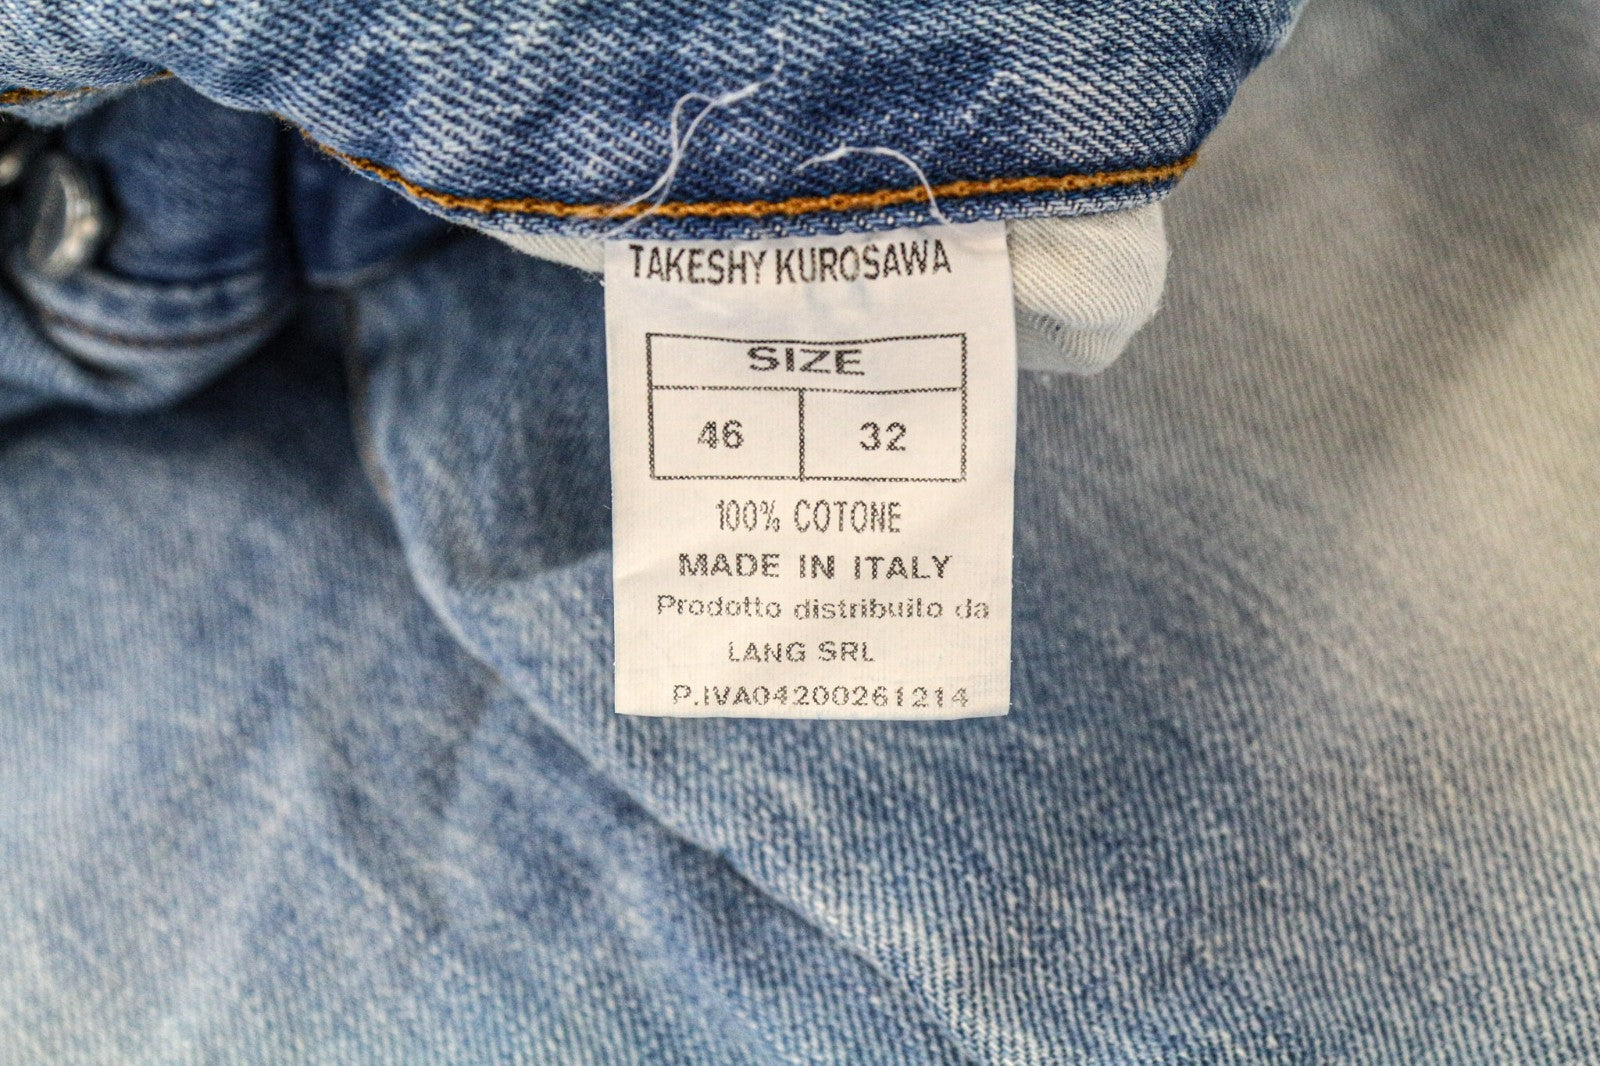 TAKESHY KUROSAWA
SIZE
46 32
100% COTONE
MADE IN ITALY
Prodotto distribuito da
LANG SRL
P.IVA04200261214